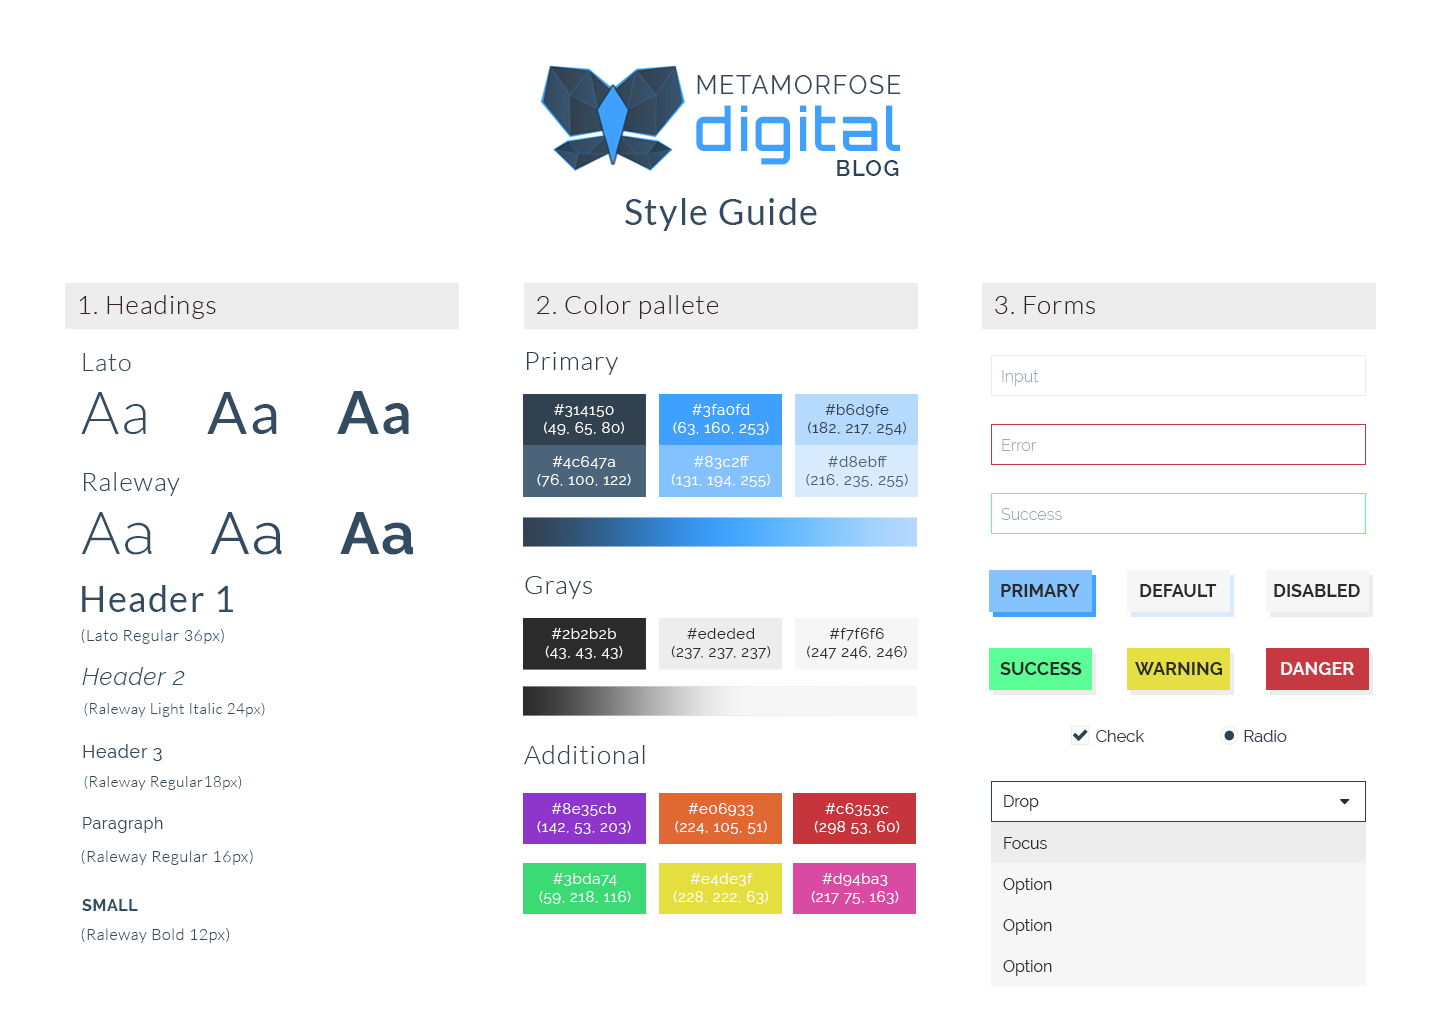 METAMORFOSE
digital
BLOG
Style Guide
1. Headings
Lato
Aa Aa Aa
Raleway
Aa Aa Aa
Header 1
(Lato Regular 36px)
Header 2
(Raleway Light Italic 24px)
Header 3
(Raleway Regular18px)
Paragraph
(Raleway Regular 16px)
SMALL
(Raleway Bold 12px)
2. Color pallete
Primary
#314150 #3fa0fd #b6d9fe
(49, 65, 80) (63, 160, 253) (182, 217, 254)
#4c647a #83c2ff #d8ebff
(76, 100, 122) (131, 194, 255) (216, 235, 255)
Grays
#2b2b2b #ededed #f7f6f6
(43, 43, 43) (237, 237, 237) (247 246, 246)
Additional
#8e35cb #e06933 #c6353c
(142, 53, 203) (224, 105, 51) (298 53, 60)
#3bda74 #e4de3f #d94ba3
(59, 218, 116) (228, 222, 63) (217 75, 163)
3. Forms
Input
Error
Success
PRIMARY DEFAULT DISABLED
SUCCESS WARNING DANGER
Check Radio
Drop
Focus
Option
Option
Option